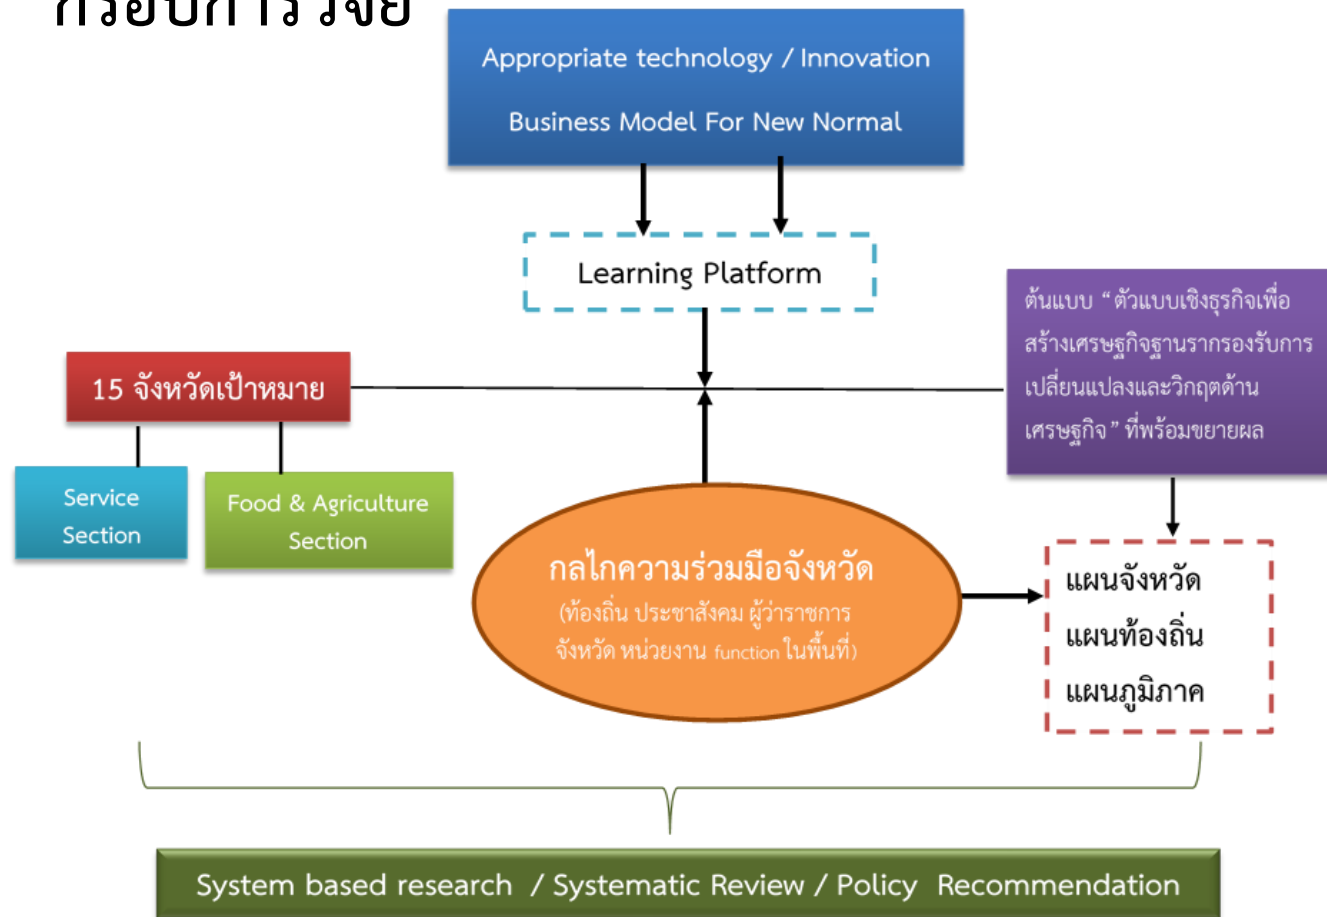 กรอบการวิจัย
Appropriate technology / Innovation
Business Model For New Normal
Learning Platform
ต้นแบบ “ตัวแบบเชิงธุรกิจเพื่อ
สร้างเศรษฐกิจฐานรากรองรับการ
เปลี่ยนแปลงและวิกฤตด้าน
เศรษฐกิจ” ที่พร้อมขยายผล
15 จังหวัดเป้าหมาย
Service
Section
Food & Agriculture
Section
กลไกความร่วมมือจังหวัด
(ท้องถิ่น ประชาสังคม ผู้ว่าราชการ
จังหวัด หน่วยงาน function ในพื้นที่)
แผนจังหวัด
แผนท้องถิ่น
แผนภูมิภาค
System based research / Systematic Review / Policy Recommendation